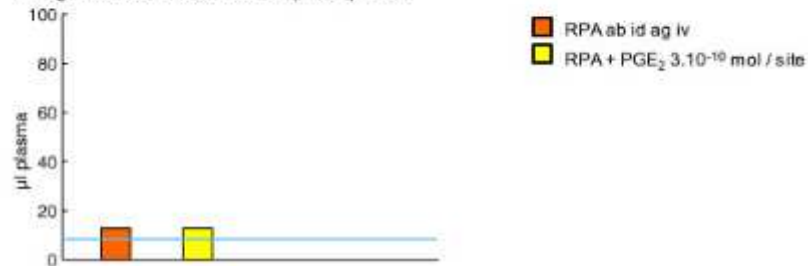 100
80
60
40
20
0
µl plasma
RPA ab id ag iv
RPA + PGE₂ 3.10⁻¹⁰ mol / site